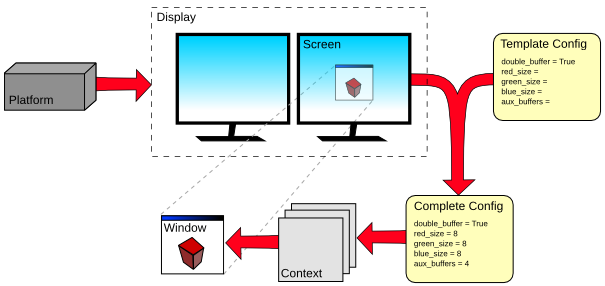 Display
Screen
Platform
Template Config
double_buffer = True
red_size =
green_size =
blue_size =
aux_buffers =
Window
Context
Complete Config
double_buffer = True
red_size = 8
green_size = 8
blue_size = 8
aux_buffers = 4